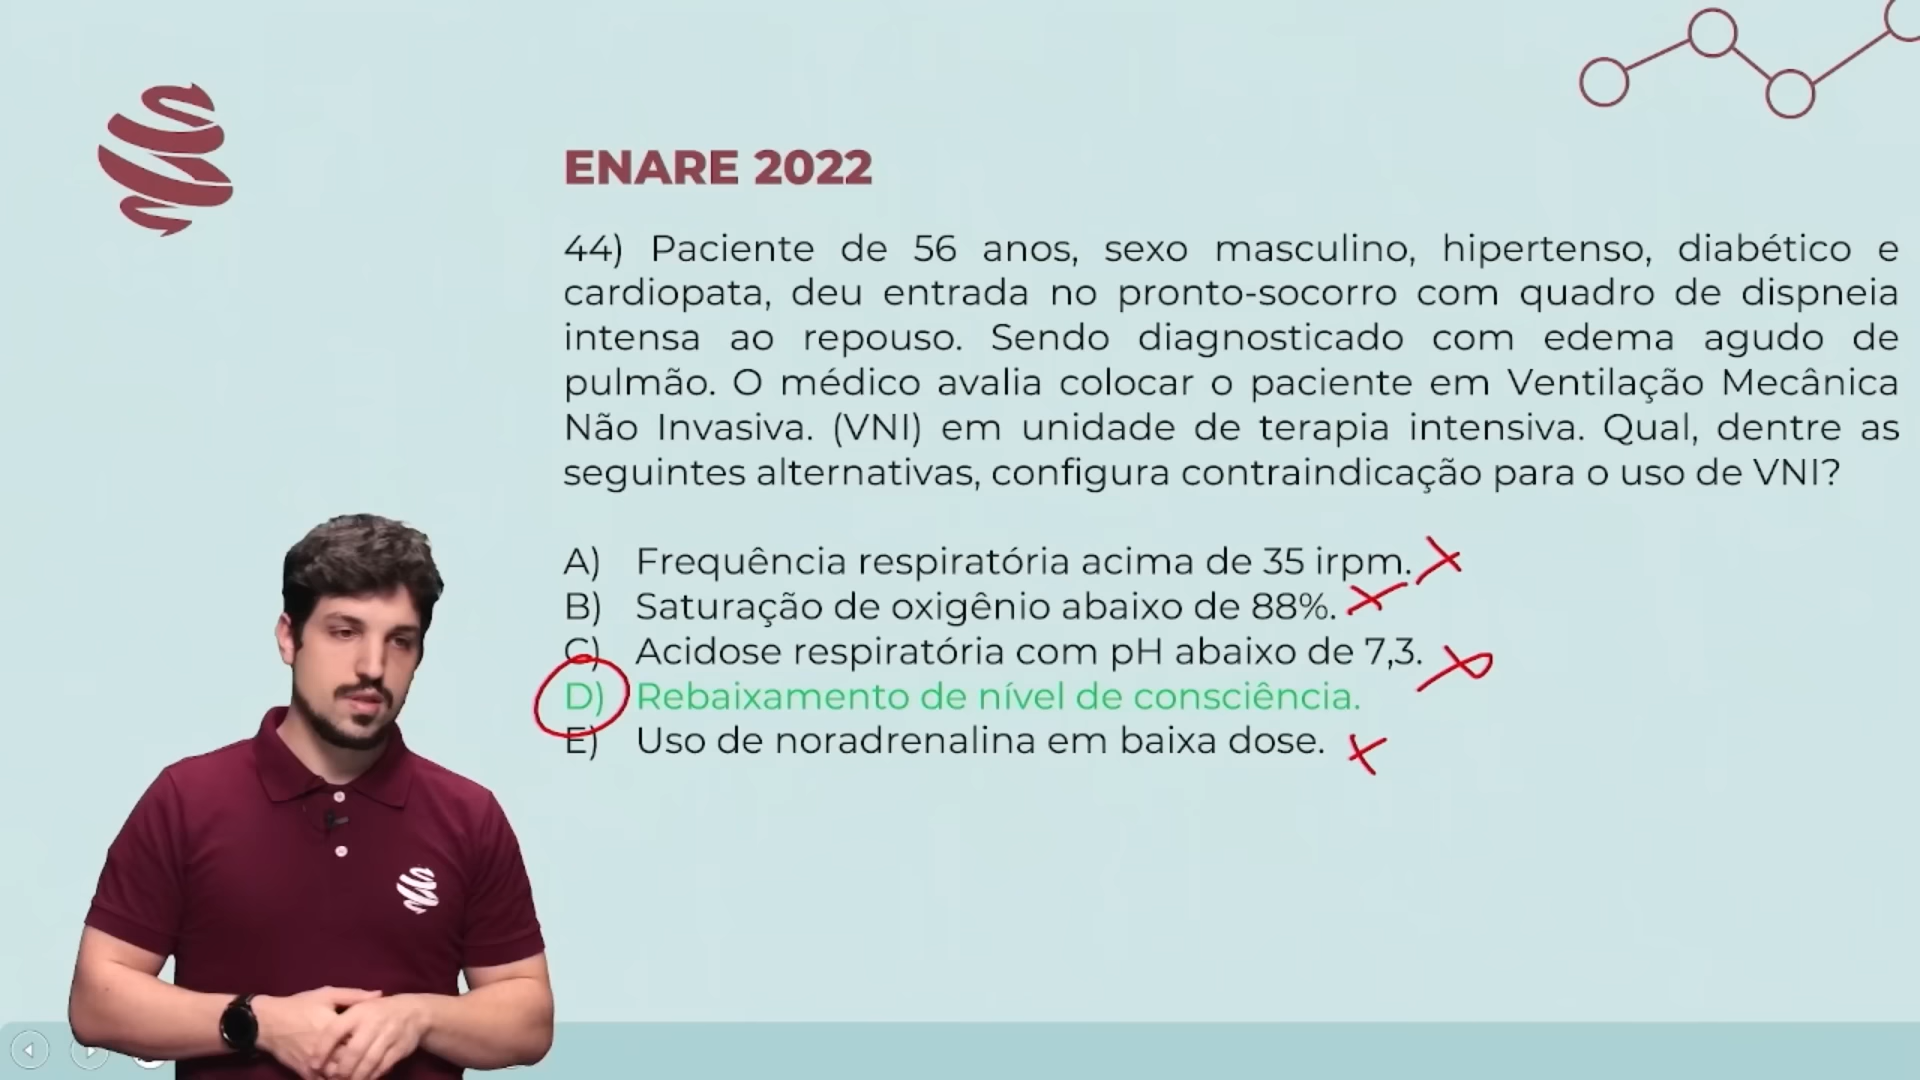 ENARE 2022
44) Paciente de 56 anos, sexo masculino, hipertenso, diabético e
cardiopata, deu entrada no pronto-socorro com quadro de dispneia
intensa ao repouso. Sendo diagnosticado com edema agudo de
pulmão. O médico avalia colocar o paciente em Ventilação Mecânica
Não Invasiva. (VNI) em unidade de terapia intensiva. Qual, dentre as
seguintes alternativas, configura contraindicação para o uso de VNI?
A) Frequência respiratória acima de 35 irpm.
B) Saturação de oxigênio abaixo de 88%.
C) Acidose respiratória com pH abaixo de 7,3.
D) Rebaixamento de nível de consciência.
E) Uso de noradrenalina em baixa dose.